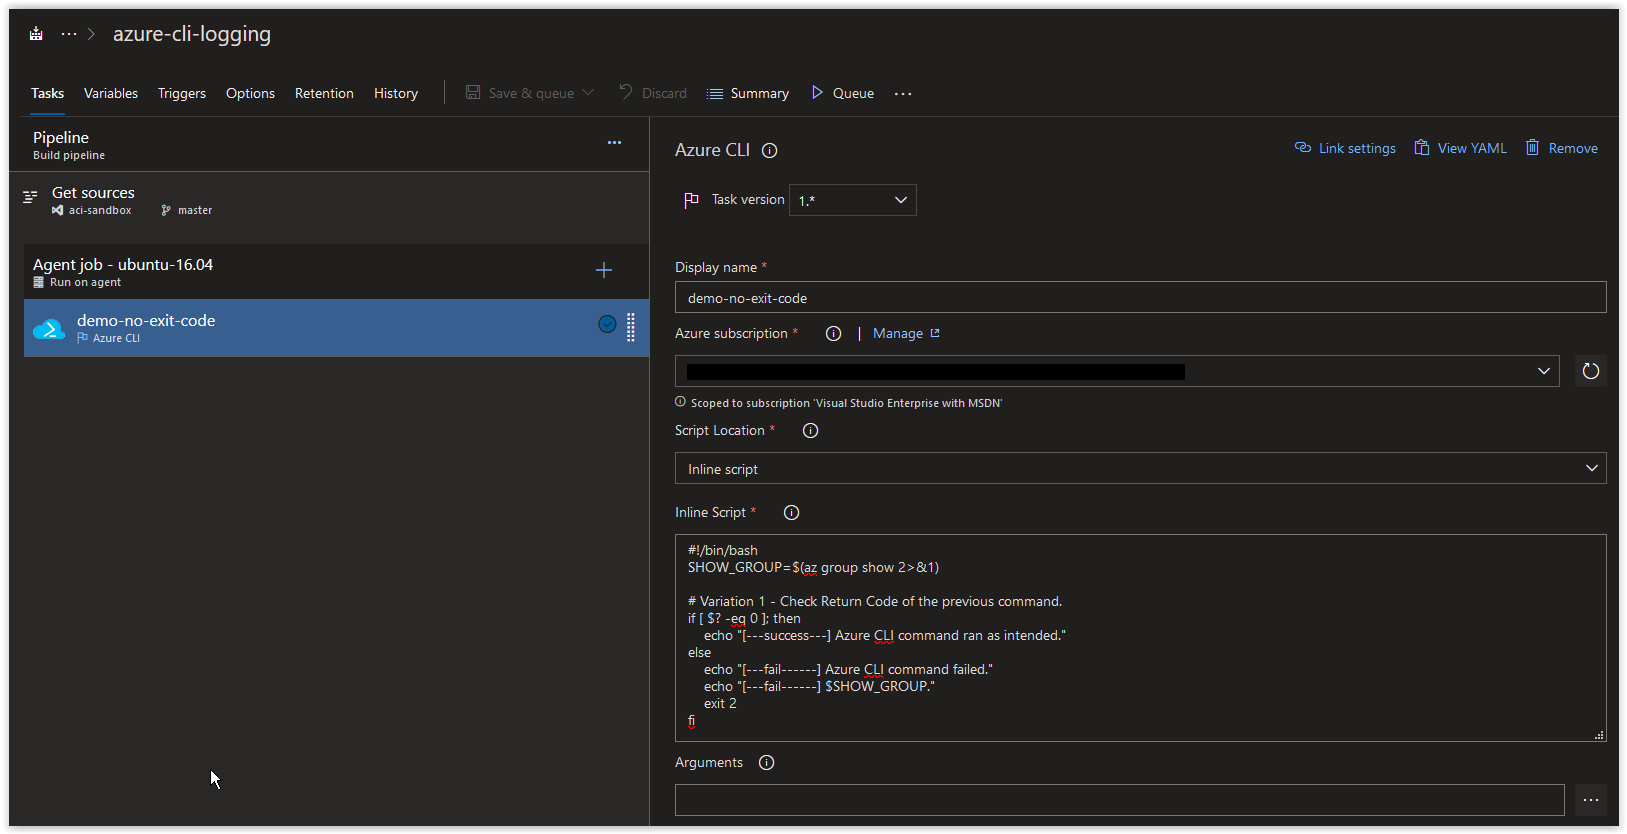 azure-cli-logging
Tasks Variables Triggers Options Retention History Save & queue Discard Summary Queue
Pipeline
Build pipeline
Get sources
aci-sandbox master
Agent job - ubuntu-16.04
Run on agent
demo-no-exit-code
Azure CLI
Azure CLI
Link settings View YAML Remove
Task version 1.*
Display name *
demo-no-exit-code
Azure subscription * | Manage
Scoped to subscription 'Visual Studio Enterprise with MSDN'
Script Location *
Inline script
Inline Script *
#!/bin/bash
SHOW_GROUP=$(az group show 2>&1)
# Variation 1 - Check Return Code of the previous command.
if [ $? -eq 0 ]; then
echo "[---success---] Azure CLI command ran as intended."
else
echo "[---fail------] Azure CLI command failed."
echo "[---fail------] $SHOW_GROUP."
exit 2
fi
Arguments